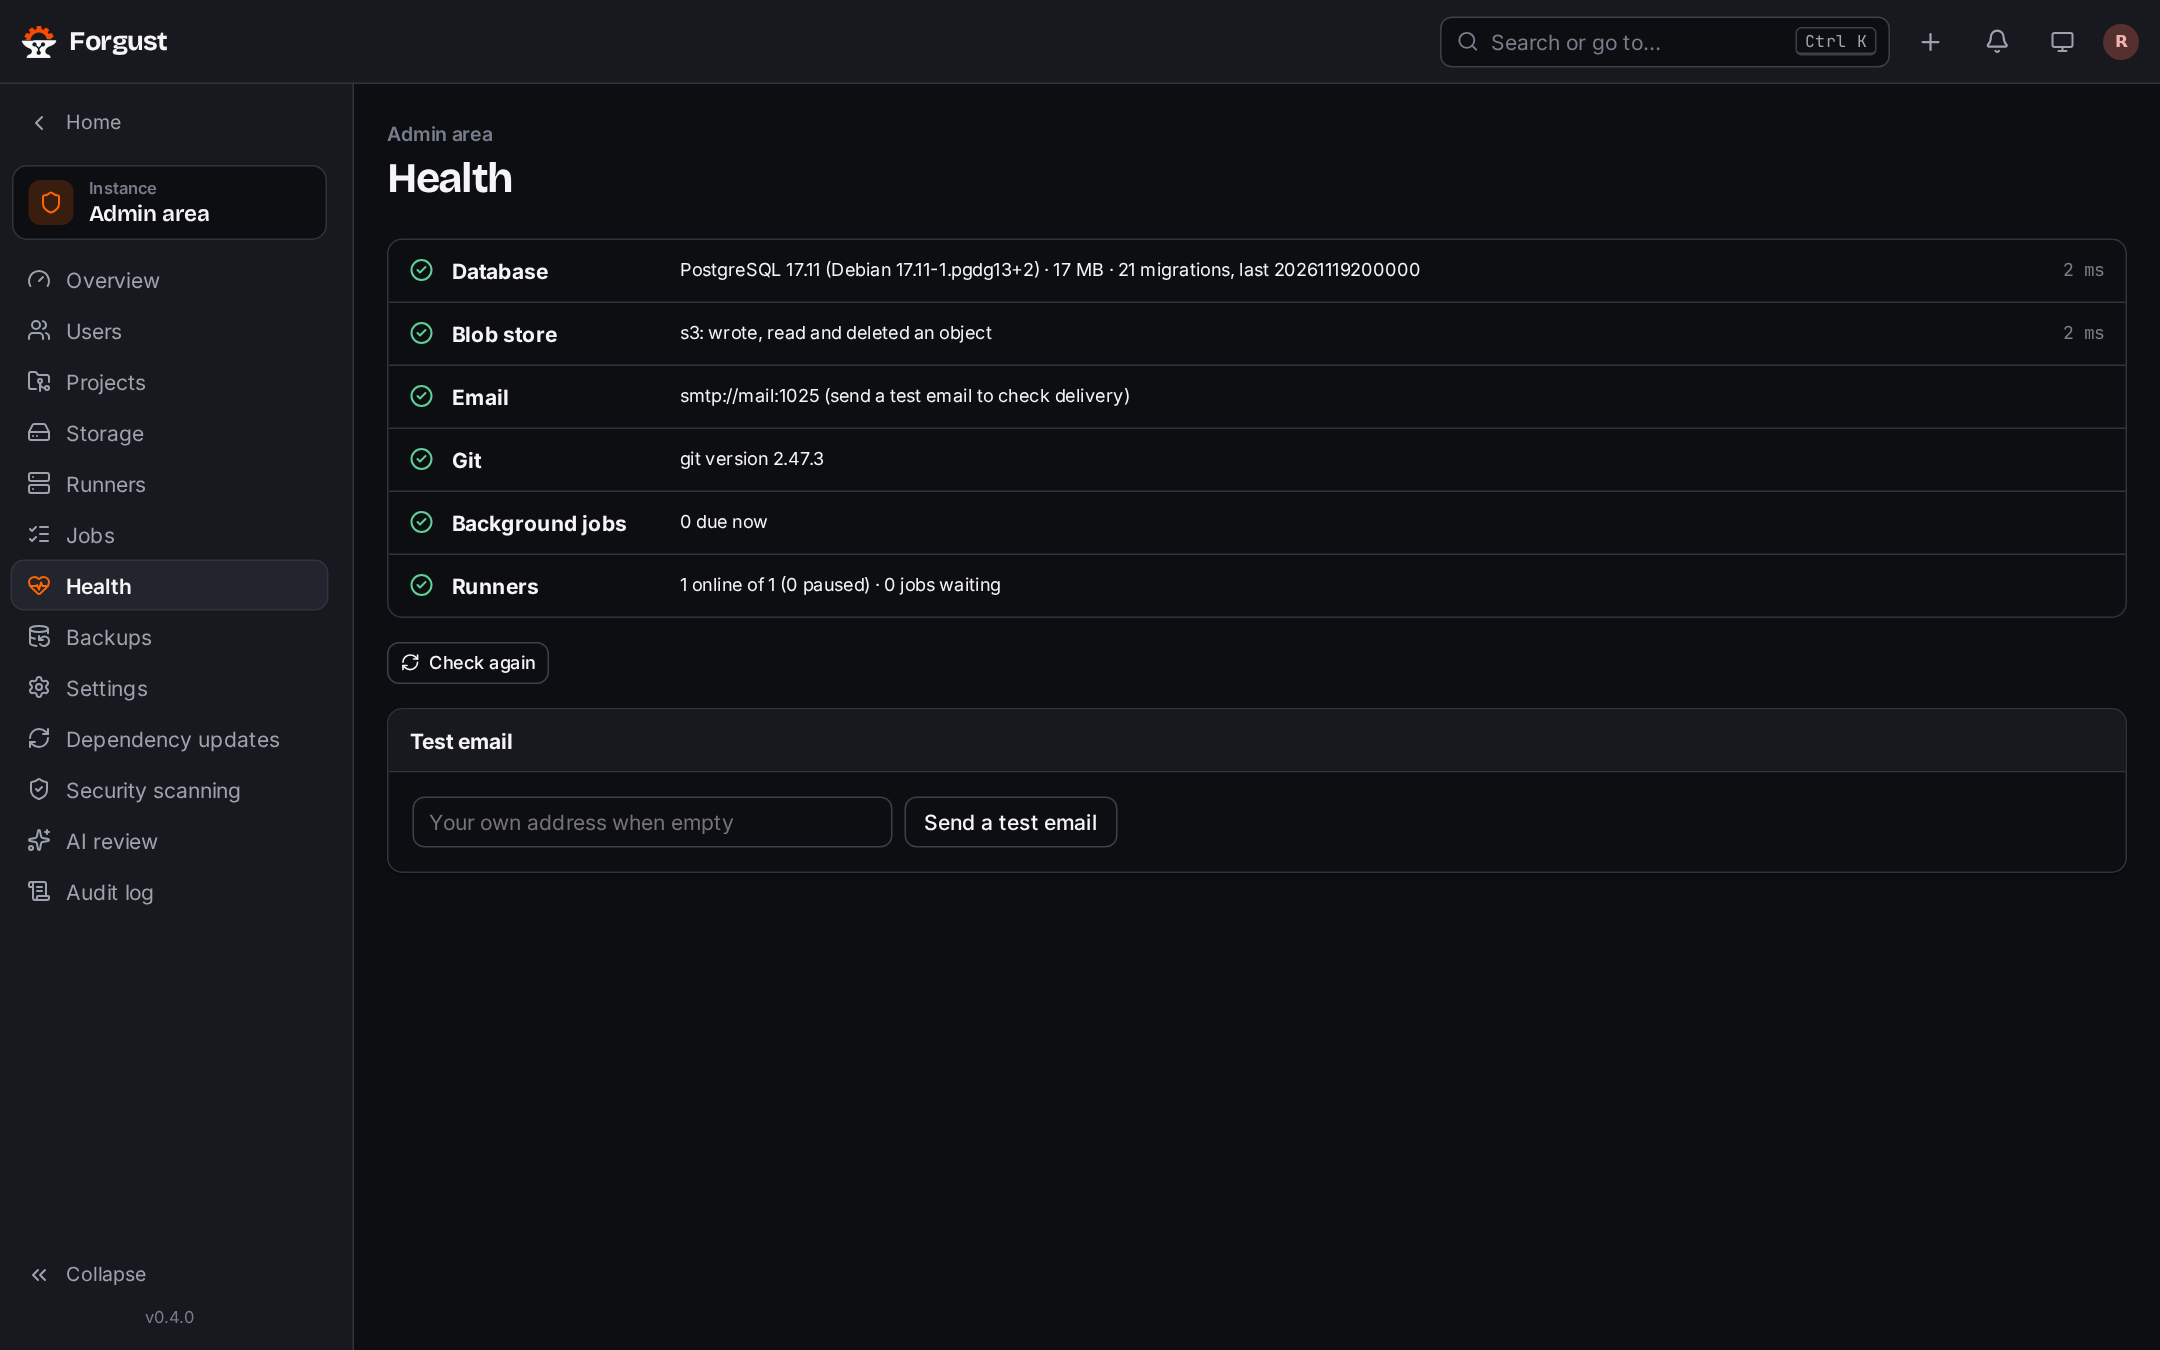 Forgust
Search or go to...
Ctrl K
R
Home
Instance
Admin area
Overview
Users
Projects
Storage
Runners
Jobs
Health
Backups
Settings
Dependency updates
Security scanning
AI review
Audit log
Collapse
v0.4.0
Admin area
Health
Database PostgreSQL 17.11 (Debian 17.11-1.pgdg13+2) · 17 MB · 21 migrations, last 20261119200000 2 ms
Blob store s3: wrote, read and deleted an object 2 ms
Email smtp://mail:1025 (send a test email to check delivery)
Git git version 2.47.3
Background jobs 0 due now
Runners 1 online of 1 (0 paused) · 0 jobs waiting
Check again
Test email
Your own address when empty
Send a test email